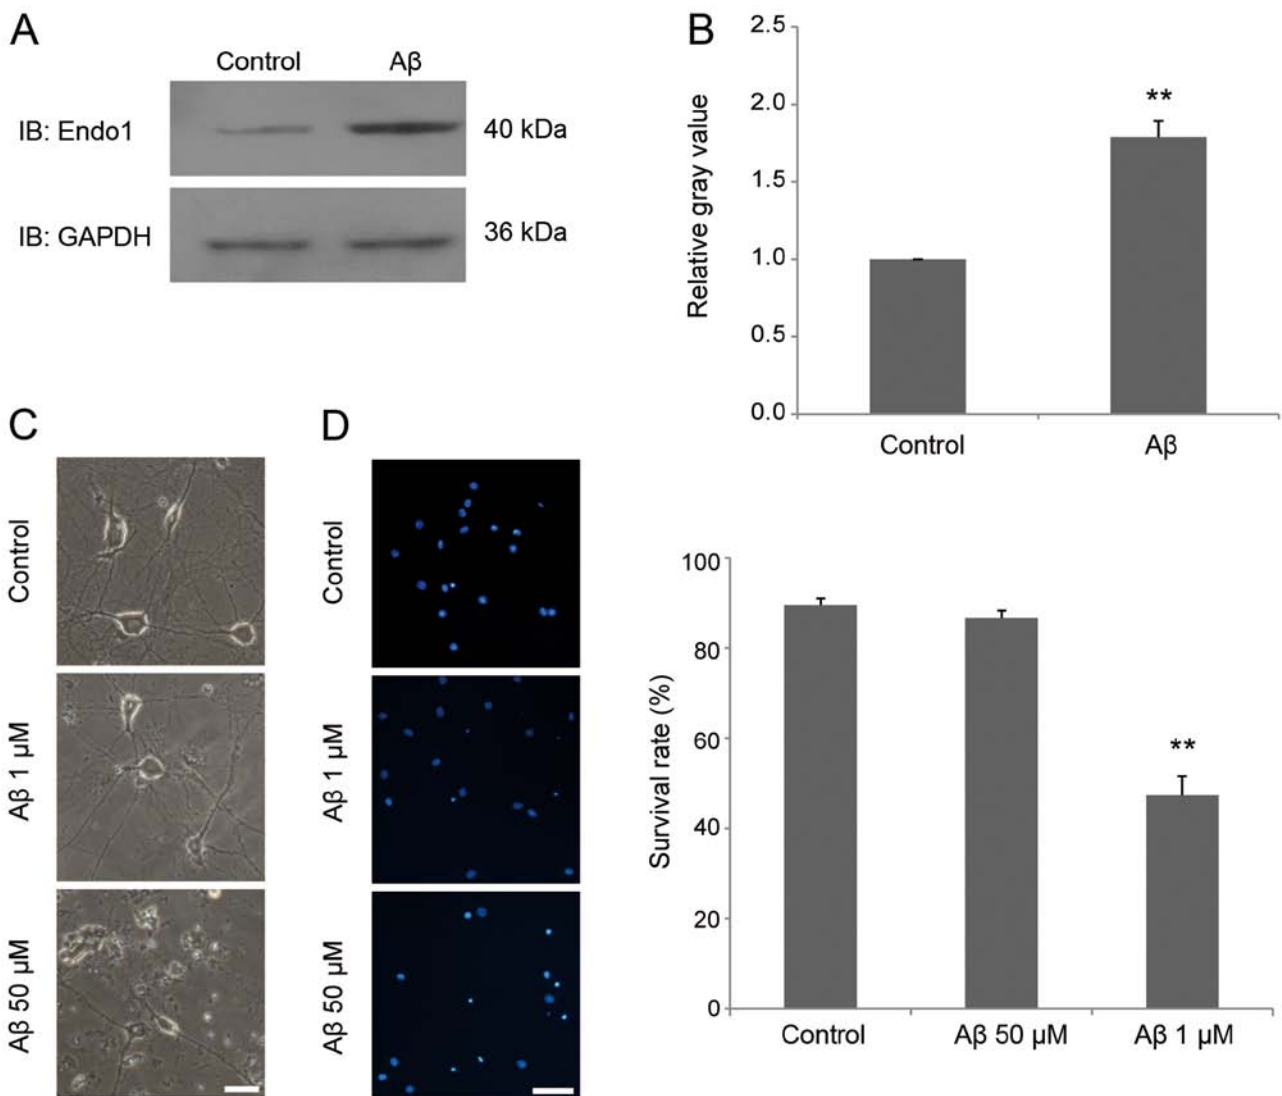 A
Control Aβ
IB: Endo1 40 kDa
IB: GAPDH 36 kDa
B
Relative gray value
2.5
2.0
1.5
1.0
0.5
0.0
**
Control Aβ
C
Control
Aβ 1 µM
Aβ 50 µM
D
Control
Aβ 1 µM
Aβ 50 µM
Survival rate (%)
100
80
60
40
20
0
**
Control Aβ 50 µM Aβ 1 µM